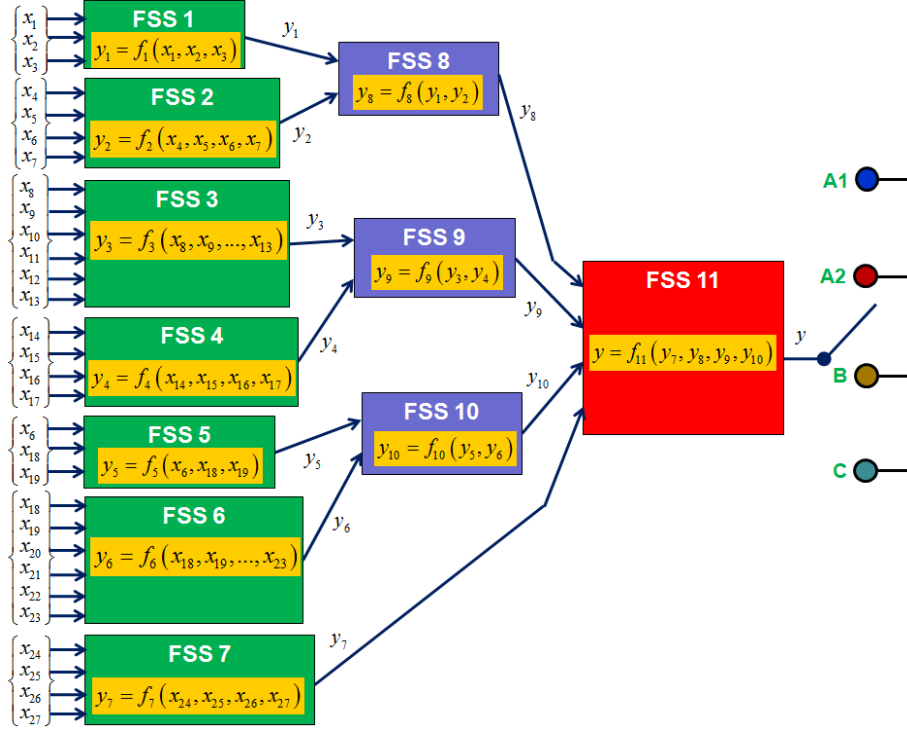 x₁
x₂
x₃
FSS 1
y₁ = f₁(x₁, x₂, x₃)
y₁
x₄
x₅
x₆
x₇
FSS 2
y₂ = f₂(x₄, x₅, x₆, x₇)
y₂
FSS 8
y₈ = f₈(y₁, y₂)
y₈
x₈
x₉
x₁₀
x₁₁
x₁₂
x₁₃
FSS 3
y₃ = f₃(x₈, x₉, ..., x₁₃)
y₃
x₁₄
x₁₅
x₁₆
x₁₇
FSS 4
y₄ = f₄(x₁₄, x₁₅, x₁₆, x₁₇)
y₄
FSS 9
y₉ = f₉(y₃, y₄)
y₉
x₆
x₁₈
x₁₉
FSS 5
y₅ = f₅(x₆, x₁₈, x₁₉)
y₅
x₁₈
x₁₉
x₂₀
x₂₁
x₂₂
x₂₃
FSS 6
y₆ = f₆(x₁₈, x₁₉, ..., x₂₃)
y₆
FSS 10
y₁₀ = f₁₀(y₅, y₆)
y₁₀
x₂₄
x₂₅
x₂₆
x₂₇
FSS 7
y₇ = f₇(x₂₄, x₂₅, x₂₆, x₂₇)
y₇
FSS 11
y = f₁₁(y₇, y₈, y₉, y₁₀)
y
A1
A2
B
C